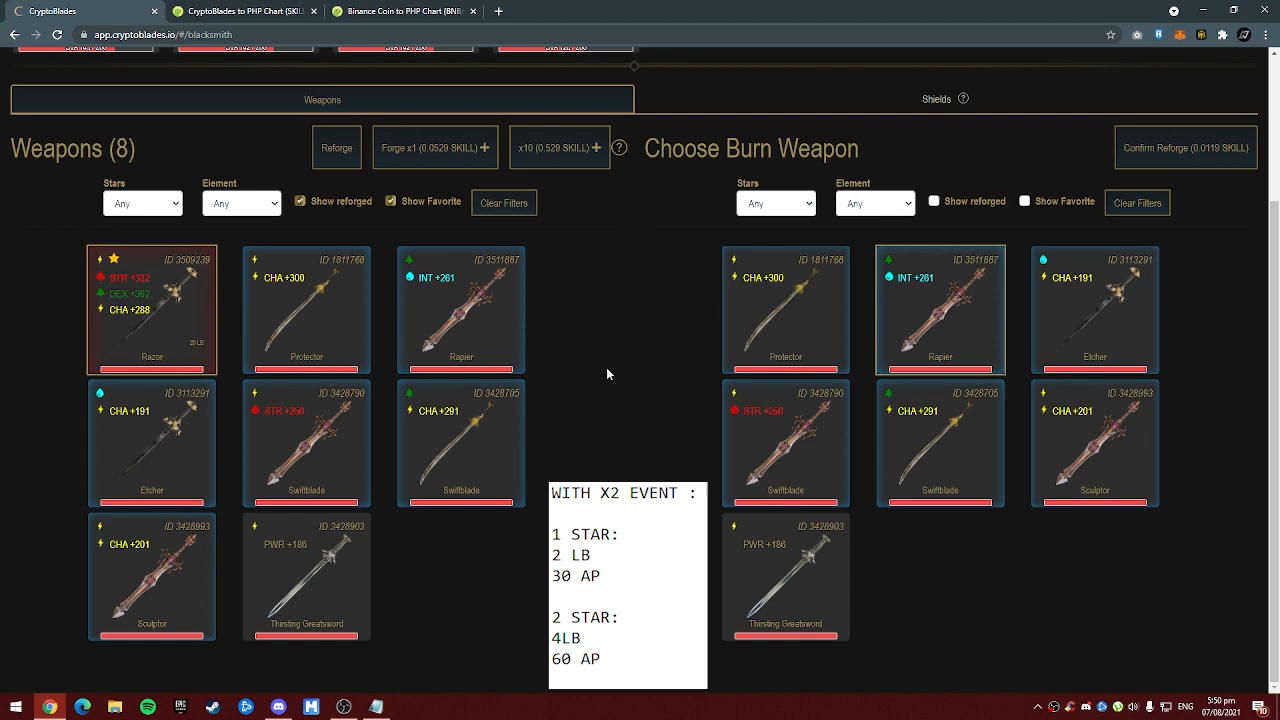 CryptoBlades
CryptoBlades to PHP Chart (SKILL
Binance Coin to PHP Chart (BNB/
app.cryptoblades.io/#/blacksmith
Weapons
Shields ?
Weapons (8)
Reforge
Forge x1 (0.0529 SKILL)
x10 (0.529 SKILL)
?
Choose Burn Weapon
Confirm Reforge (0.0119 SKILL)
Stars
Any
Element
Any
Show reforged
Show Favorite
Clear Filters
Stars
Any
Element
Any
Show reforged
Show Favorite
Clear Filters
ID 3509239
STR +322
DEX +362
CHA +288
20 LB
Razor
ID 1811768
CHA +300
Protector
ID 3511887
INT +261
Rapier
ID 3113291
CHA +191
Etcher
ID 3428790
STR +250
Swiftblade
ID 3428705
CHA +291
Swiftblade
ID 3428993
CHA +201
Sculptor
ID 3428903
PWR +186
Thirsting Greatsword
ID 1811768
CHA +300
Protector
ID 3511887
INT +261
Rapier
ID 3113291
CHA +191
Etcher
ID 3428790
STR +250
Swiftblade
ID 3428705
CHA +291
Swiftblade
ID 3428993
CHA +201
Sculptor
ID 3428903
PWR +186
Thirsting Greatsword
WITH X2 EVENT :
1 STAR:
2 LB
30 AP
2 STAR:
4LB
60 AP
EPIC
ENG
5:50 pm
07/08/2021